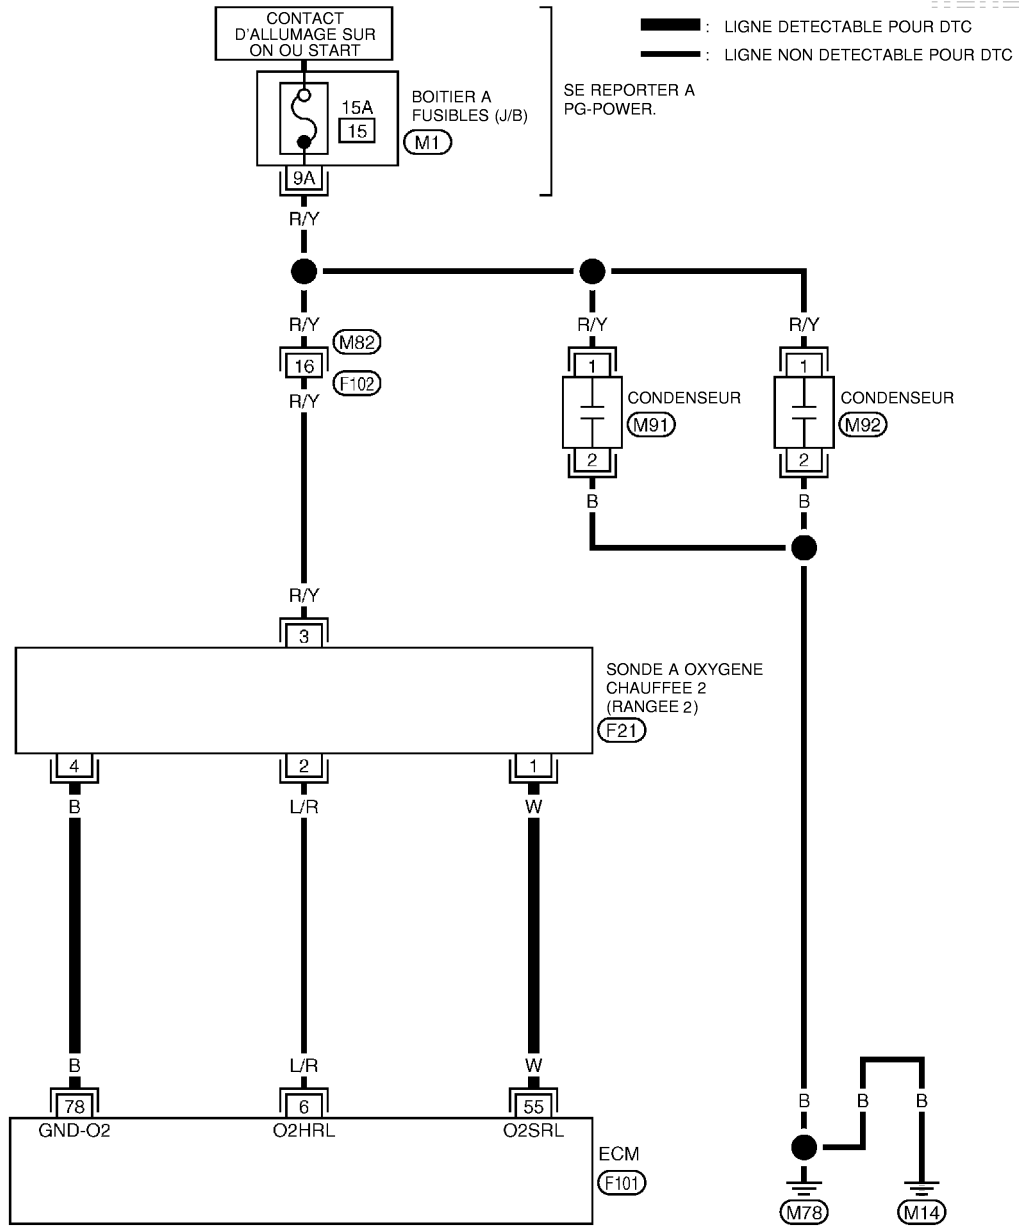 CONTACT
D'ALLUMAGE SUR
ON OU START
: LIGNE DETECTABLE POUR DTC
: LIGNE NON DETECTABLE POUR DTC
15A
15
BOITIER A
FUSIBLES (J/B)
M1
SE REPORTER A
PG-POWER.
9A
R/Y
R/Y
R/Y
R/Y
M82
16
F102
R/Y
1
1
CONDENSEUR
M91
CONDENSEUR
M92
2
2
B
B
R/Y
3
SONDE A OXYGENE
CHAUFFEE 2
(RANGEE 2)
F21
4
2
1
B
L/R
W
B
L/R
W
78
6
55
GND-O2
O2HRL
O2SRL
ECM
F101
B
B
B
M78
M14